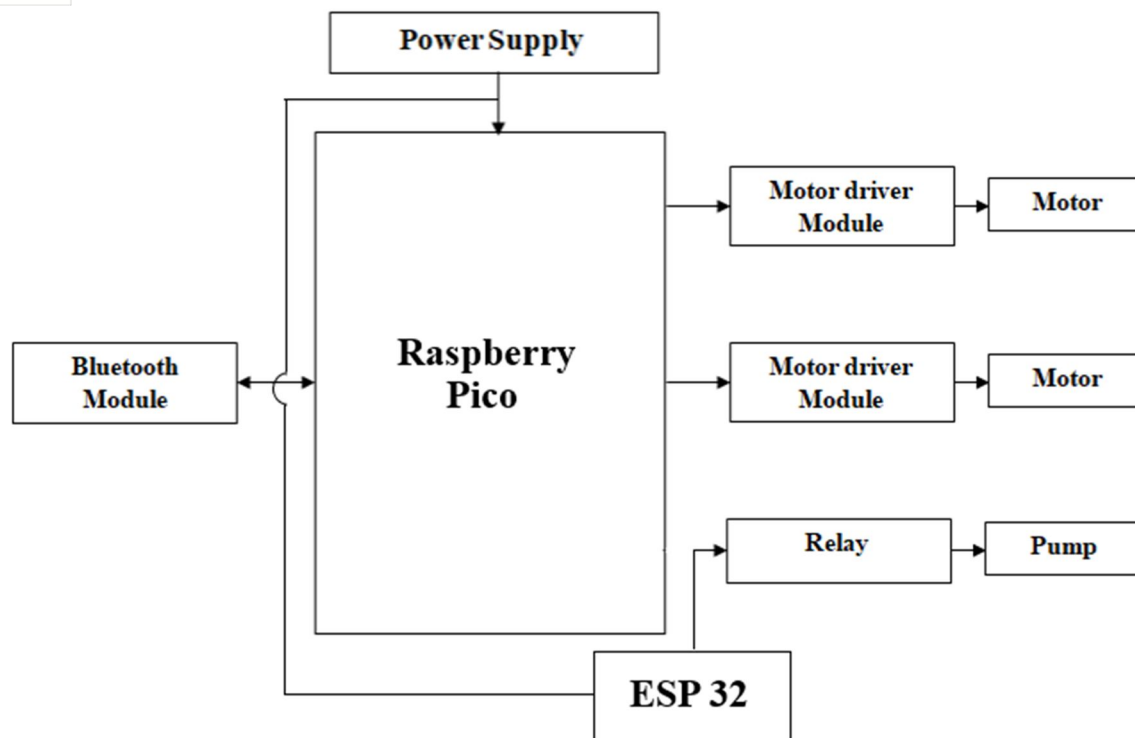 Power Supply
Motor driver
Module
Motor
Raspberry
Pico
Bluetooth
Module
Motor driver
Module
Motor
Relay
Pump
ESP 32